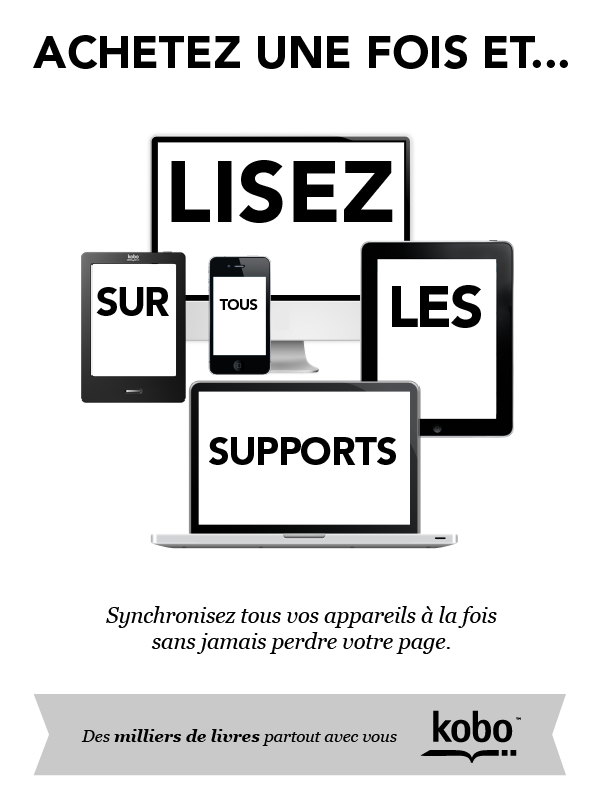 ACHETEZ UNE FOIS ET...
LISEZ
kobo
SUR
TOUS
LES
SUPPORTS
Synchronisez tous vos appareils à la fois
sans jamais perdre votre page.
Des milliers de livres partout avec vous
kobo™